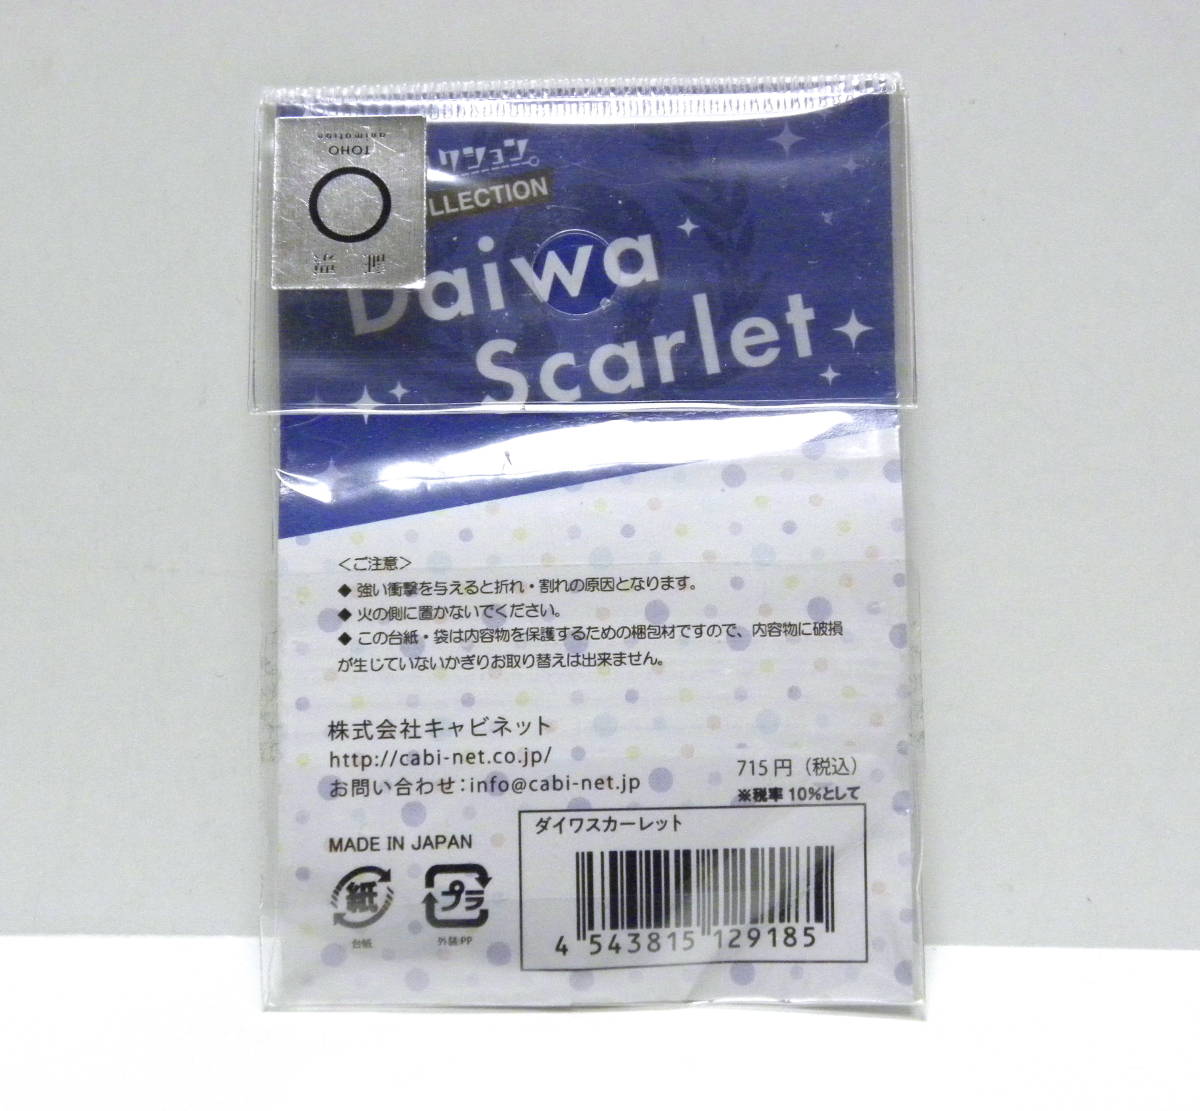 animation
TOHO
証 票
クション
LLECTION
Daiwa
Scarlet
＜ご注意＞
◆ 強い衝撃を与えると折れ・割れの原因となります。
◆ 火の側に置かないでください。
◆ この台紙・袋は内容物を保護するための梱包材ですので、内容物に破損
が生じていないかぎりお取り替えは出来ません。
株式会社キャビネット
http://cabi-net.co.jp/
お問い合わせ：info@cabi-net.jp
715円（税込）
※税率10%として
MADE IN JAPAN
紙
台紙
プラ
外装:PP
ダイワスカーレット
4 543815 129185